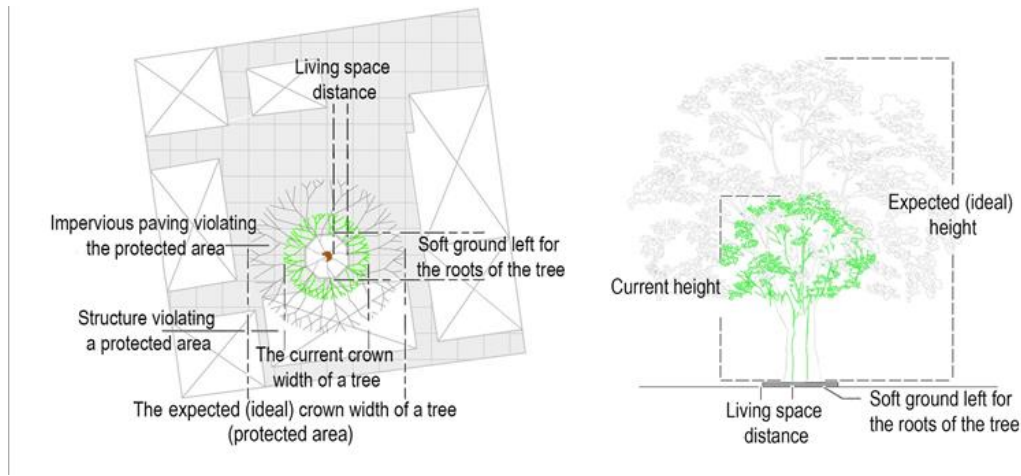 Living space
distance
Impervious paving violating
the protected area
Soft ground left for
the roots of the tree
Structure violating
a protected area
The current crown
width of a tree
The expected (ideal) crown width of a tree
(protected area)
Expected (ideal)
height
Current height
Living space
distance
Soft ground left for
the roots of the tree